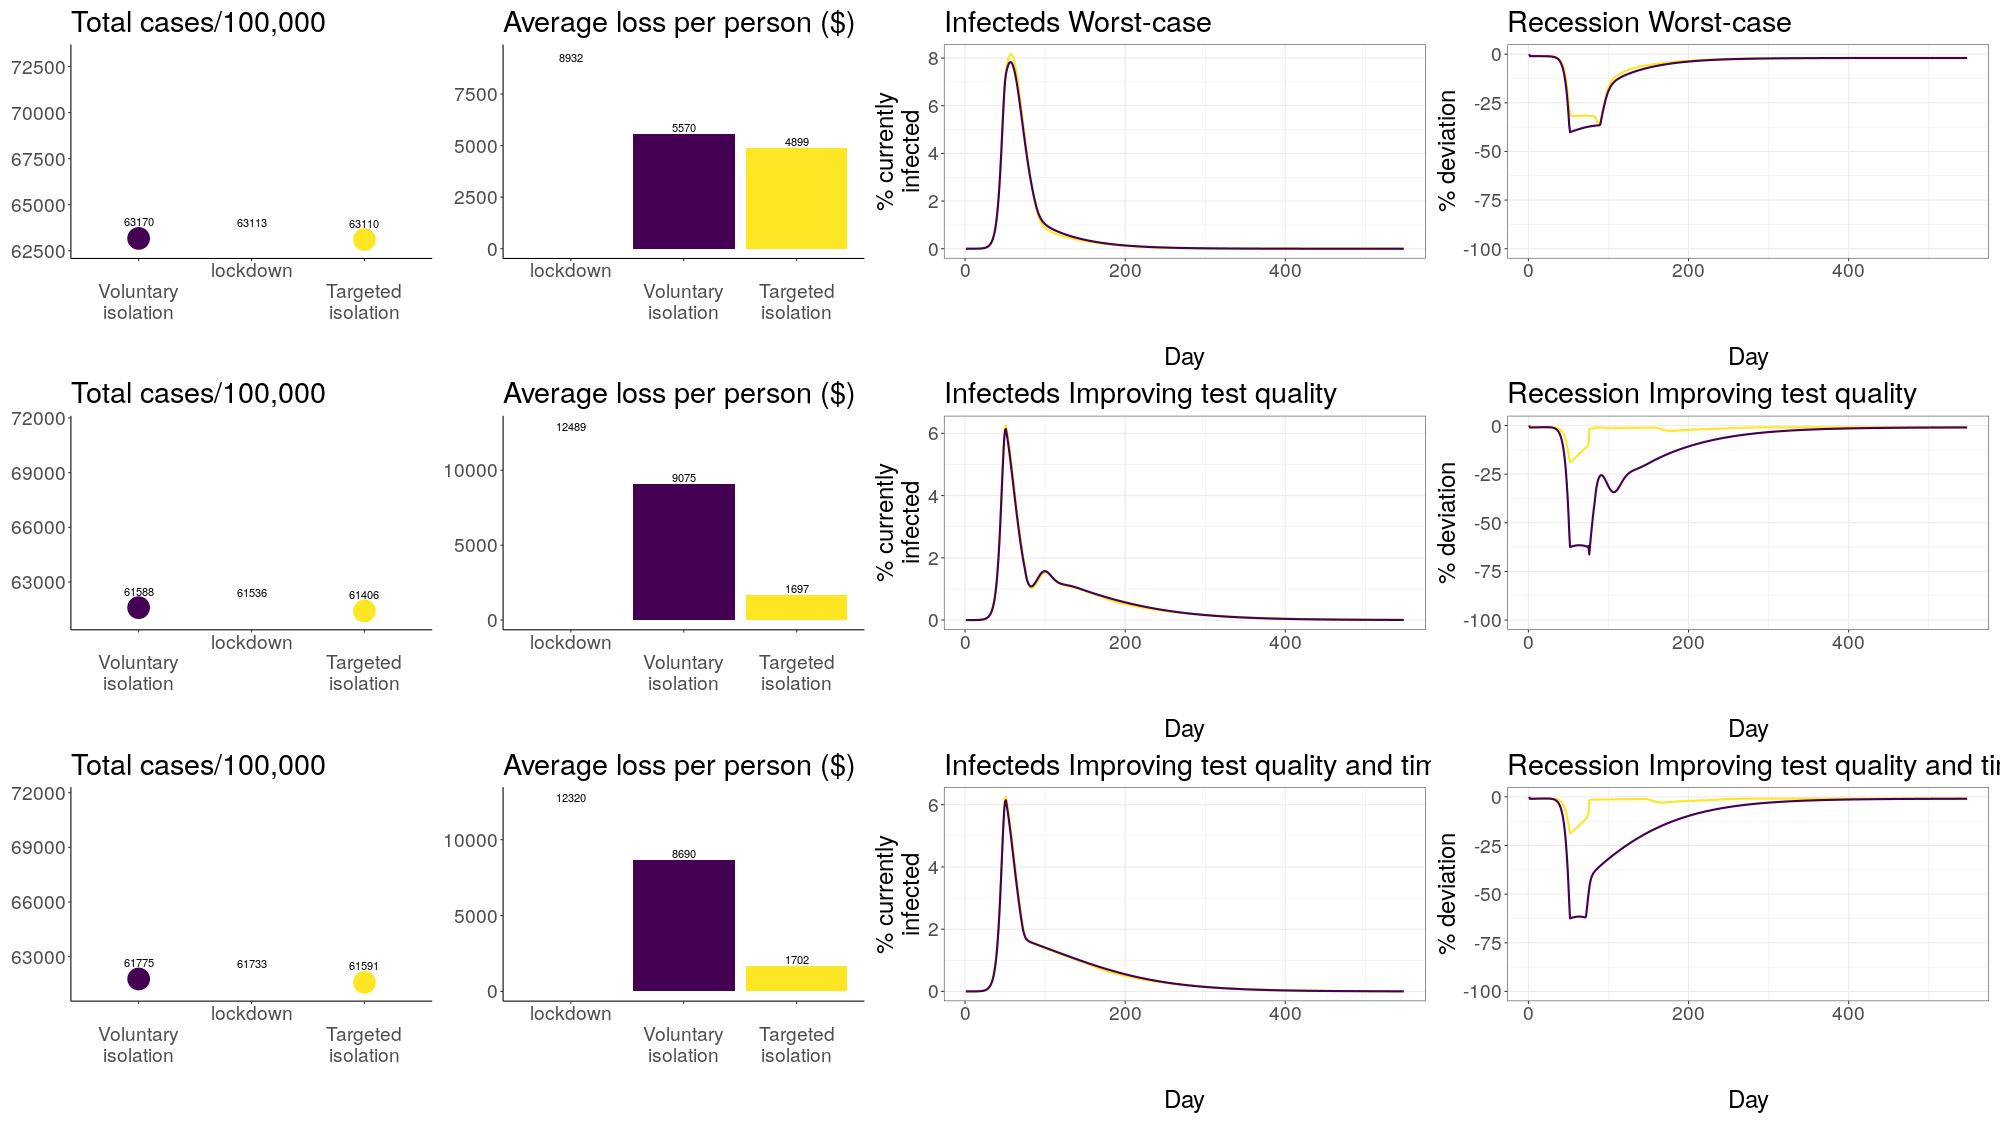 Total cases/100,000
72500
70000
67500
65000
62500
63170
63113
63110
lockdown
Voluntary
isolation
Targeted
isolation
Average loss per person ($)
7500
5000
2500
0
8932
5570
4899
lockdown
Voluntary
isolation
Targeted
isolation
Infecteds Worst-case
% currently
infected
8
6
4
2
0
0 200 400
Day
Recession Worst-case
% deviation
0
-25
-50
-75
-100
0 200 400
Day
Total cases/100,000
72000
69000
66000
63000
61588
61536
61406
lockdown
Voluntary
isolation
Targeted
isolation
Average loss per person ($)
10000
5000
0
12489
9075
1697
lockdown
Voluntary
isolation
Targeted
isolation
Infecteds Improving test quality
% currently
infected
6
4
2
0
0 200 400
Day
Recession Improving test quality
% deviation
0
-25
-50
-75
-100
0 200 400
Day
Total cases/100,000
72000
69000
66000
63000
61775
61733
61591
lockdown
Voluntary
isolation
Targeted
isolation
Average loss per person ($)
10000
5000
0
12320
8690
1702
lockdown
Voluntary
isolation
Targeted
isolation
Infecteds Improving test quality and
% currently
infected
6
4
2
0
0 200 400
Day
Recession Improving test quality and
% deviation
0
-25
-50
-75
-100
0 200 400
Day